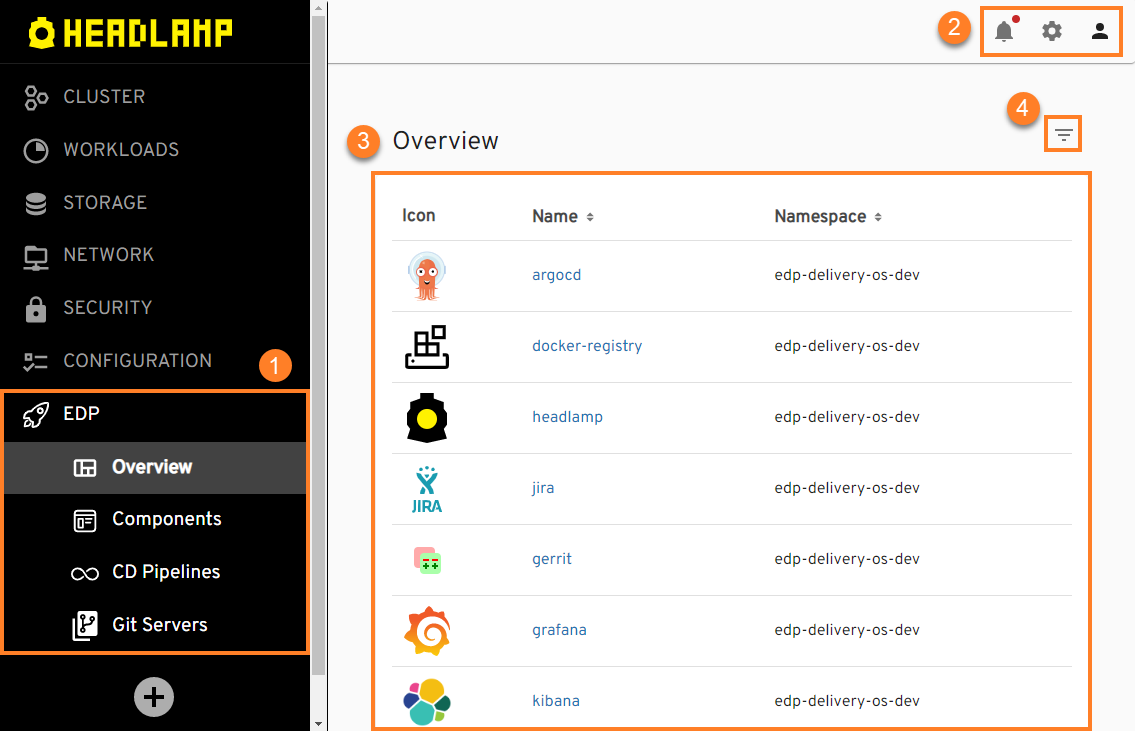 HEADLAMP
2
CLUSTER
WORKLOADS
STORAGE
NETWORK
SECURITY
CONFIGURATION
1
EDP
Overview
Components
CD Pipelines
Git Servers
3 Overview
4
Icon Name Namespace
argocd edp-delivery-os-dev
docker-registry edp-delivery-os-dev
headlamp edp-delivery-os-dev
JIRA jira edp-delivery-os-dev
gerrit edp-delivery-os-dev
grafana edp-delivery-os-dev
kibana edp-delivery-os-dev